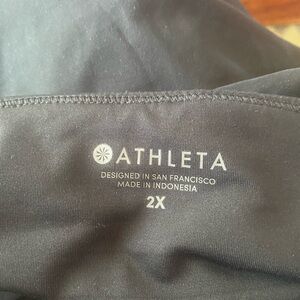 ATHLETA
DESIGNED IN SAN FRANCISCO
MADE IN INDONESIA
2X